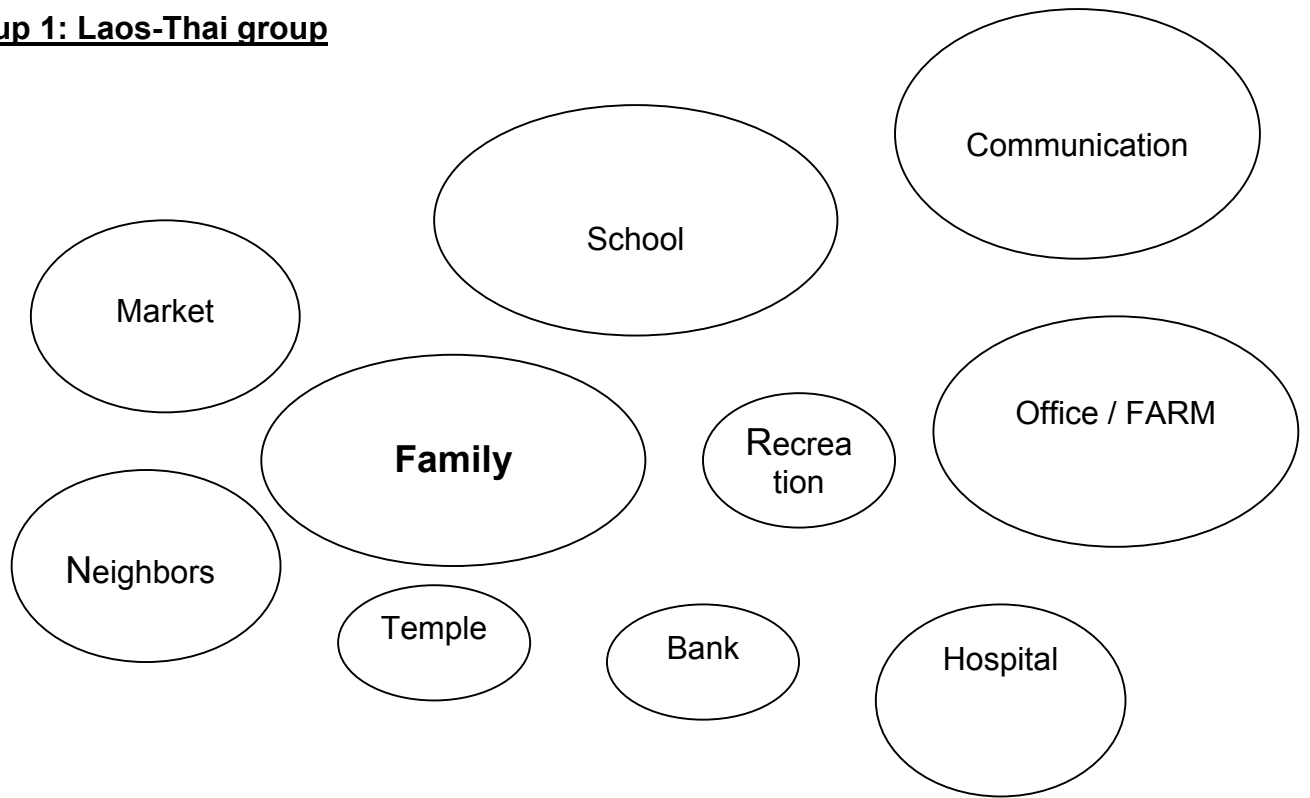 up 1: Laos-Thai group
Communication
School
Market
Office / FARM
Family
Recrea
tion
Neighbors
Temple
Bank
Hospital